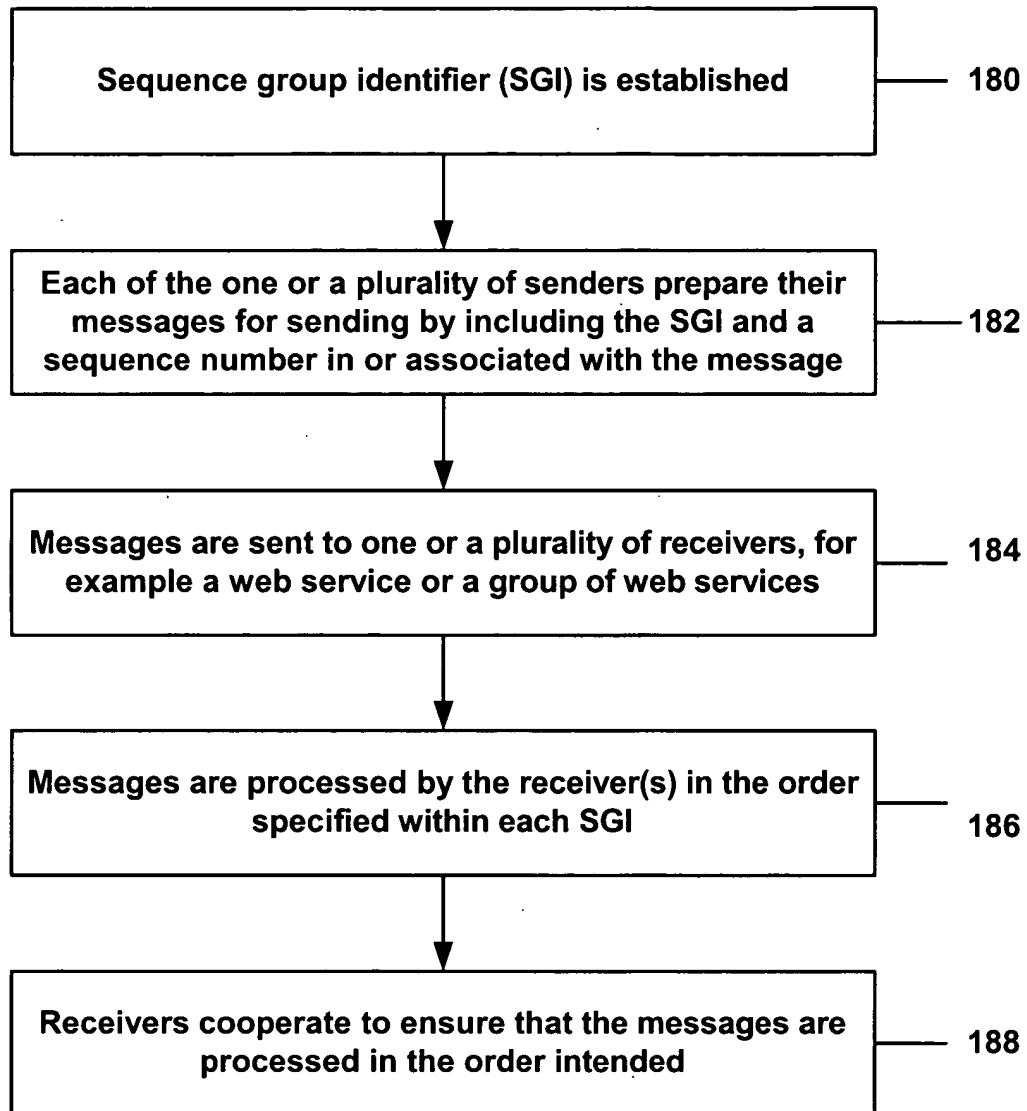 Sequence group identifier (SGI) is established
180
Each of the one or a plurality of senders prepare their
messages for sending by including the SGI and a
sequence number in or associated with the message
182
Messages are sent to one or a plurality of receivers, for
example a web service or a group of web services
184
Messages are processed by the receiver(s) in the order
specified within each SGI
186
Receivers cooperate to ensure that the messages are
processed in the order intended
188